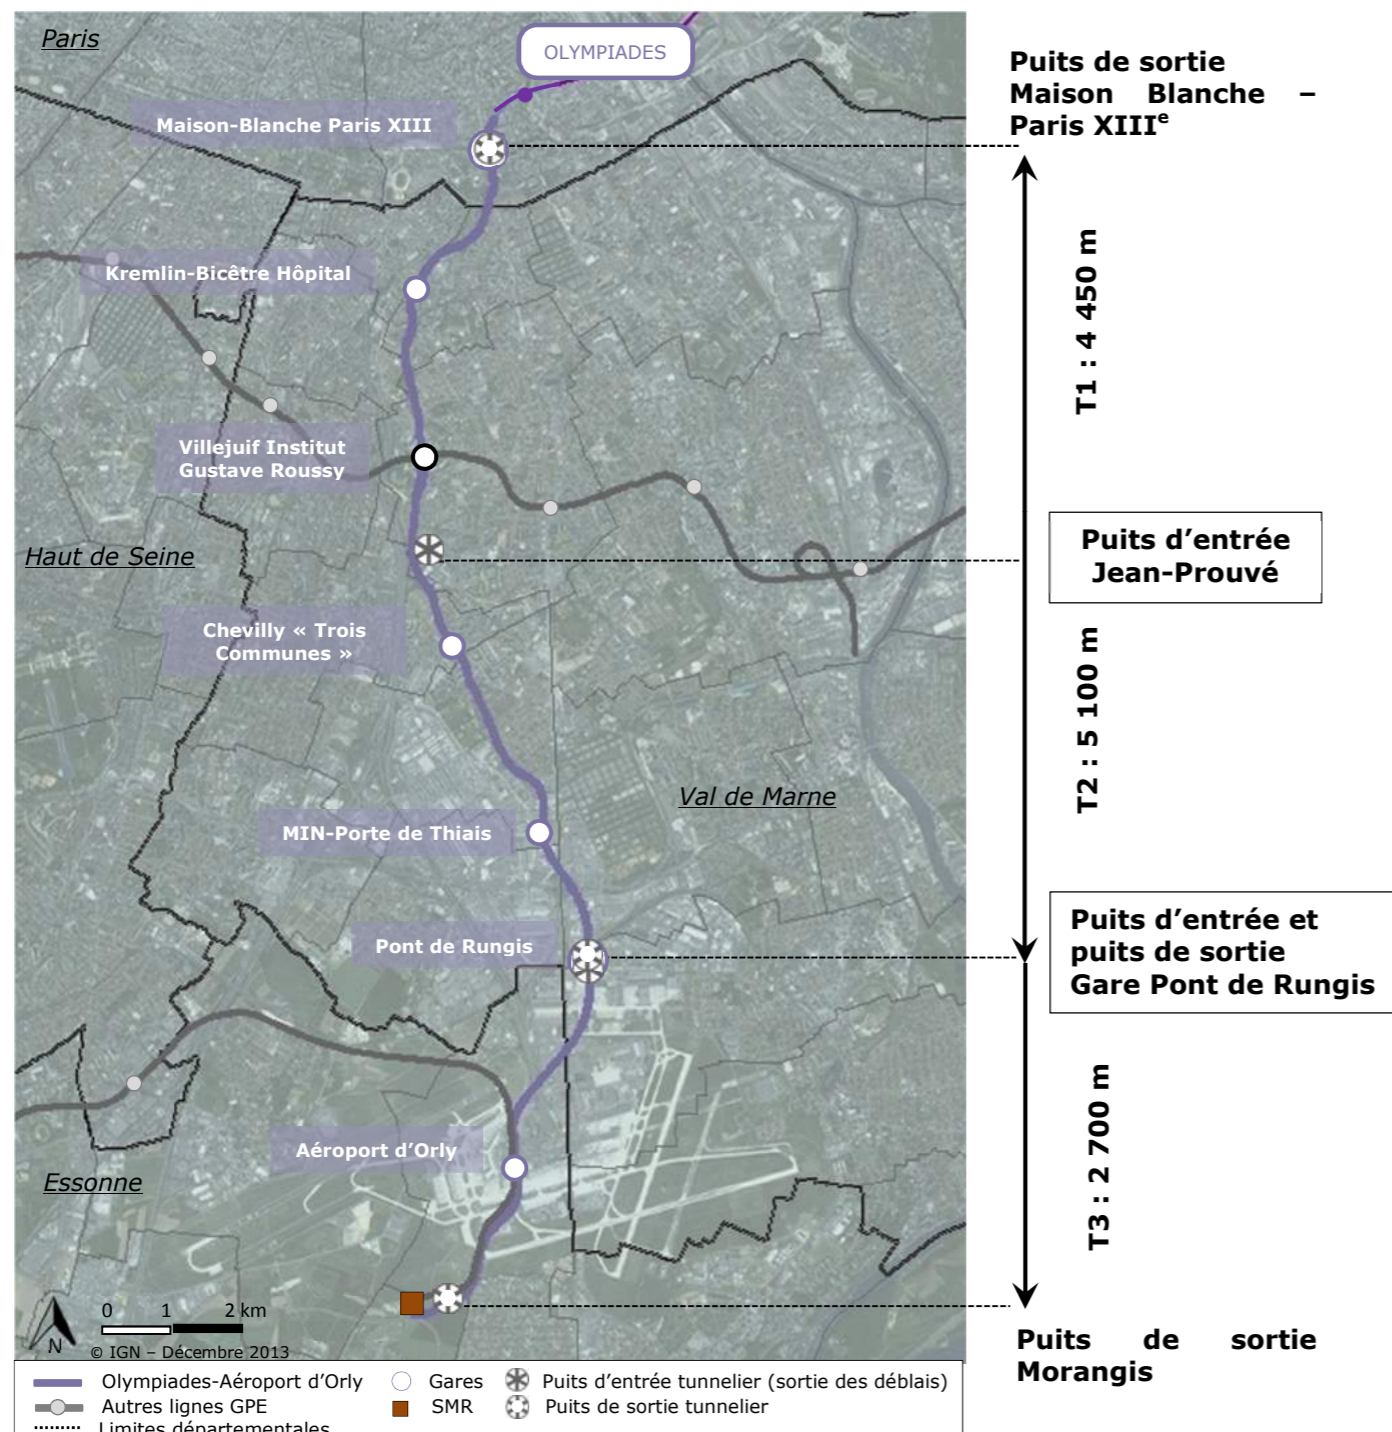 Paris
OLYMPIADES
Maison-Blanche Paris XIII
Kremlin-Bicêtre Hôpital
Villejuif Institut
Gustave Roussy
Haut de Seine
Chevilly « Trois
Communes »
Val de Marne
MIN-Porte de Thiais
Pont de Rungis
Aéroport d’Orly
Essonne
0 1 2 km
N
© IGN – Décembre 2013
Puits de sortie
Maison Blanche –
Paris XIIIe
T1 : 4 450 m
Puits d’entrée
Jean-Prouvé
T2 : 5 100 m
Puits d’entrée et
puits de sortie
Gare Pont de Rungis
T3 : 2 700 m
Puits de sortie
Morangis
Olympiades-Aéroport d’Orly
Gares
Puits d’entrée tunnelier (sortie des déblais)
Autres lignes GPE
SMR
Puits de sortie tunnelier
Limites départementales